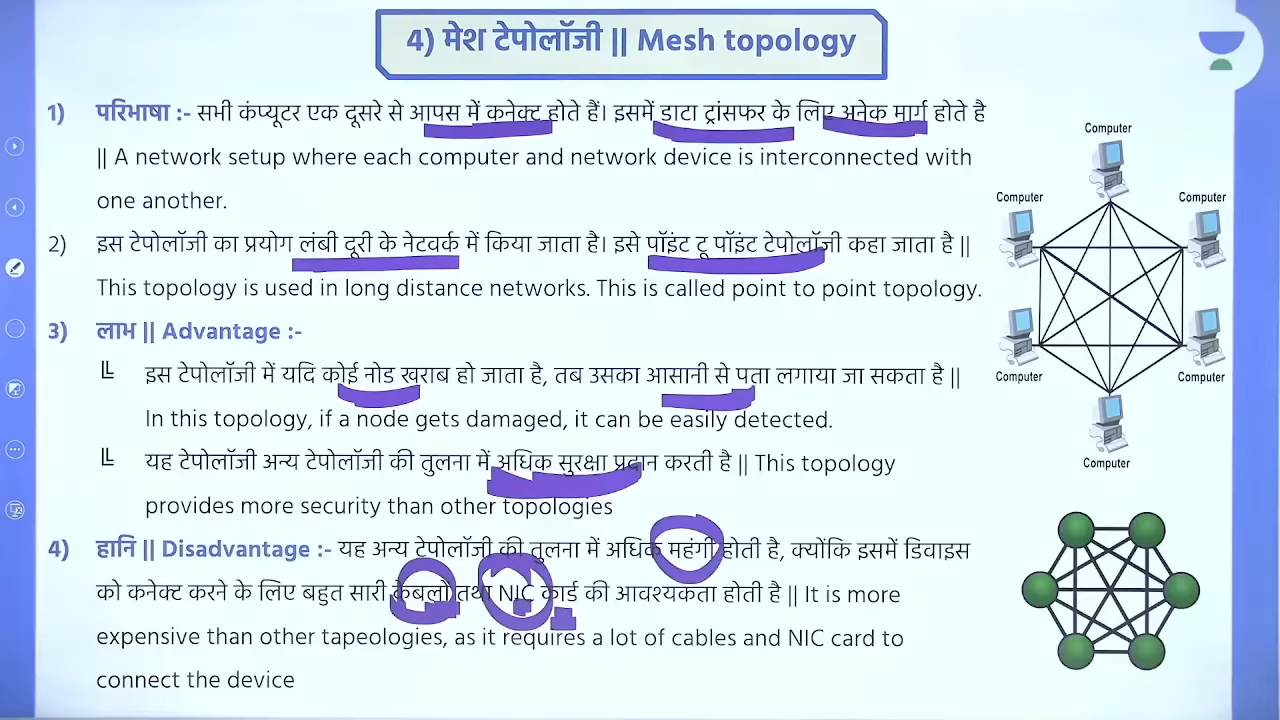 4) मेश टेपोलॉजी || Mesh topology
1) परिभाषा :- सभी कंप्यूटर एक दूसरे से आपस में कनेक्ट होते हैं। इसमें डाटा ट्रांसफर के लिए अनेक मार्ग होते है
|| A network setup where each computer and network device is interconnected with
one another.
2) इस टेपोलॉजी का प्रयोग लंबी दूरी के नेटवर्क में किया जाता है। इसे पॉइंट टू पॉइंट टेपोलॉजी कहा जाता है ||
This topology is used in long distance networks. This is called point to point topology.
3) लाभ || Advantage :-
इस टेपोलॉजी में यदि कोई नोड खराब हो जाता है, तब उसका आसानी से पता लगाया जा सकता है ||
In this topology, if a node gets damaged, it can be easily detected.
यह टेपोलॉजी अन्य टेपोलॉजी की तुलना में अधिक सुरक्षा प्रदान करती है || This topology
provides more security than other topologies
4) हानि || Disadvantage :- यह अन्य टेपोलॉजी की तुलना में अधिक महंगी होती है, क्योंकि इसमें डिवाइस
को कनेक्ट करने के लिए बहुत सारी केबलों तथा NIC कार्ड की आवश्यकता होती है || It is more
expensive than other tapeologies, as it requires a lot of cables and NIC card to
connect the device
Computer
Computer
Computer
Computer
Computer
Computer